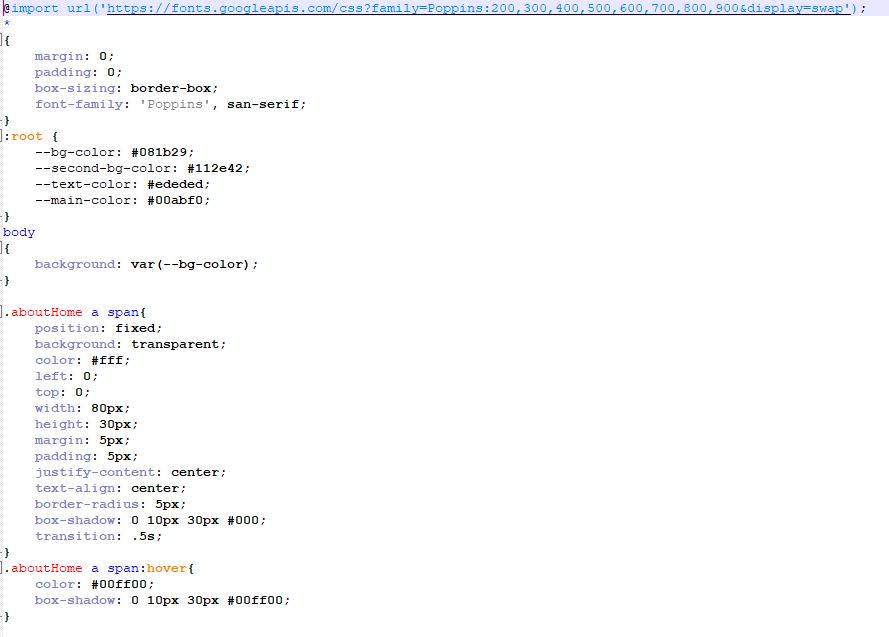 @import url('https://fonts.googleapis.com/css?family=Poppins:200,300,400,500,600,700,800,900&display=swap');
*
{
    margin: 0;
    padding: 0;
    box-sizing: border-box;
    font-family: 'Poppins', san-serif;
}
:root {
    --bg-color: #081b29;
    --second-bg-color: #112e42;
    --text-color: #ededed;
    --main-color: #00abf0;
}
body
{
    background: var(--bg-color);
}

.aboutHome a span{
    position: fixed;
    background: transparent;
    color: #fff;
    left: 0;
    top: 0;
    width: 80px;
    height: 30px;
    margin: 5px;
    padding: 5px;
    justify-content: center;
    text-align: center;
    border-radius: 5px;
    box-shadow: 0 10px 30px #000;
    transition: .5s;
}
.aboutHome a span:hover{
    color: #00ff00;
    box-shadow: 0 10px 30px #00ff00;
}